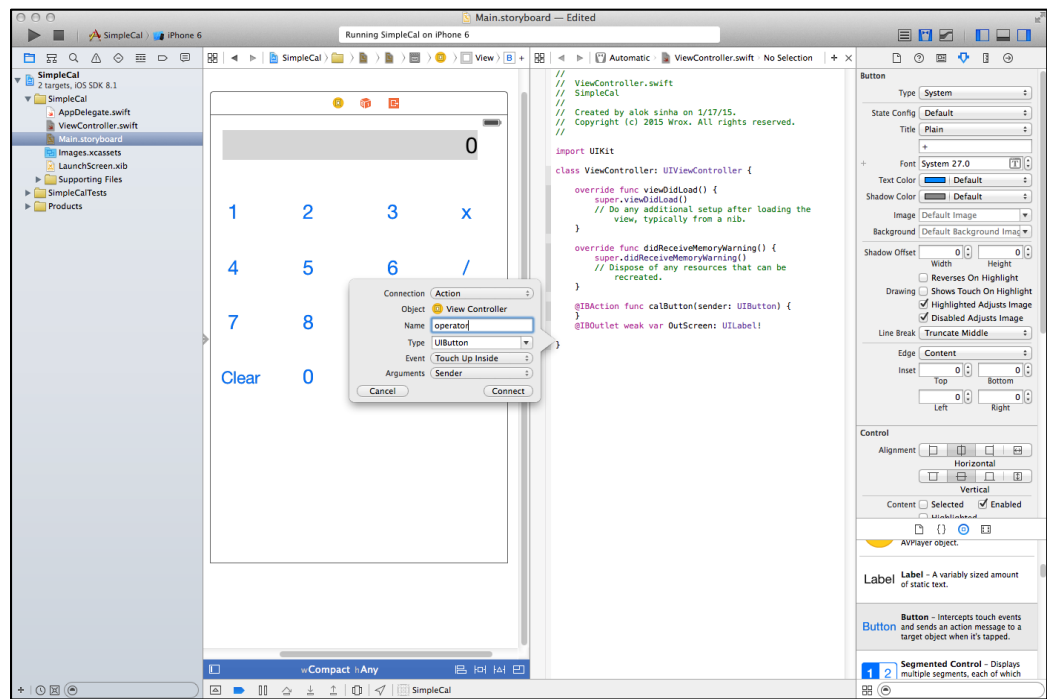 Main.storyboard — Edited
SimpleCal
iPhone 6
Running SimpleCal on iPhone 6
SimpleCal
View
B
Automatic
ViewController.swift
No Selection
SimpleCal
2 targets, iOS SDK 8.1
SimpleCal
AppDelegate.swift
ViewController.swift
Main.storyboard
Images.xcassets
LaunchScreen.xib
Supporting Files
SimpleCalTests
Products
0
1 2 3 x
4 5 6 /
7 8
Clear 0
Connection Action
Object View Controller
Name operator
Type UIButton
Event Touch Up Inside
Arguments Sender
Cancel Connect
wCompact hAny
SimpleCal
//
// ViewController.swift
// SimpleCal
//
// Created by alok sinha on 1/17/15.
// Copyright (c) 2015 Wrox. All rights reserved.
//
import UIKit
class ViewController: UIViewController {
override func viewDidLoad() {
super.viewDidLoad()
// Do any additional setup after loading the
view, typically from a nib.
}
override func didReceiveMemoryWarning() {
super.didReceiveMemoryWarning()
// Dispose of any resources that can be
recreated.
}
@IBAction func calButton(sender: UIButton) {
}
@IBOutlet weak var OutScreen: UILabel!
}
Button
Type System
State Config Default
Title Plain
+
Font System 27.0
Text Color Default
Shadow Color Default
Image Default Image
Background Default Background Imag
Shadow Offset 0 0
Width Height
Reverses On Highlight
Drawing Shows Touch On Highlight
Highlighted Adjusts Image
Disabled Adjusts Image
Line Break Truncate Middle
Edge Content
Inset 0 0
Top Bottom
0 0
Left Right
Control
Alignment
Horizontal
Vertical
Content Selected Enabled
Highlighted
AVPlayer object.
Label Label – A variably sized amount
of static text.
Button Button – Intercepts touch events
and sends an action message to a
target object when it's tapped.
1 2 Segmented Control – Displays
multiple segments, each of which